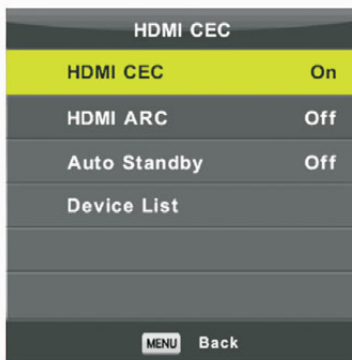 HDMI CEC
HDMI CEC On
HDMI ARC Off
Auto Standby Off
Device List
MENU Back